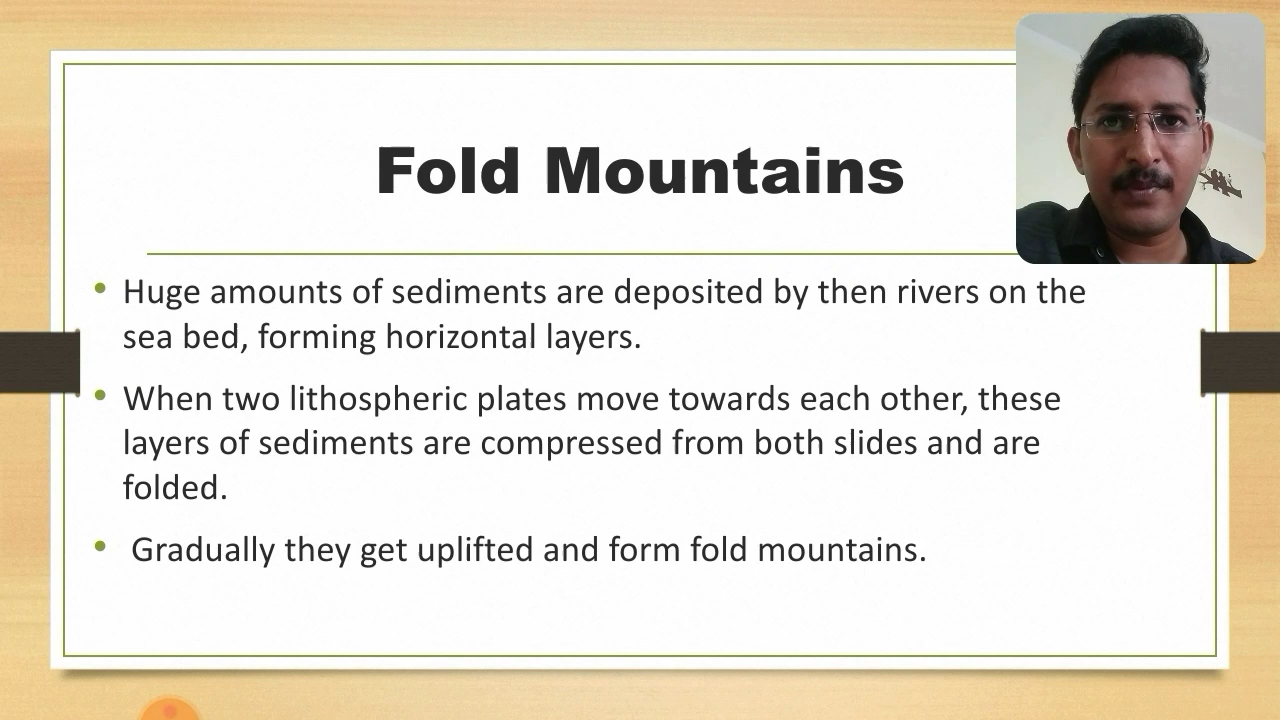 Fold Mountains
• Huge amounts of sediments are deposited by then rivers on the
sea bed, forming horizontal layers.
• When two lithospheric plates move towards each other, these
layers of sediments are compressed from both slides and are
folded.
• Gradually they get uplifted and form fold mountains.